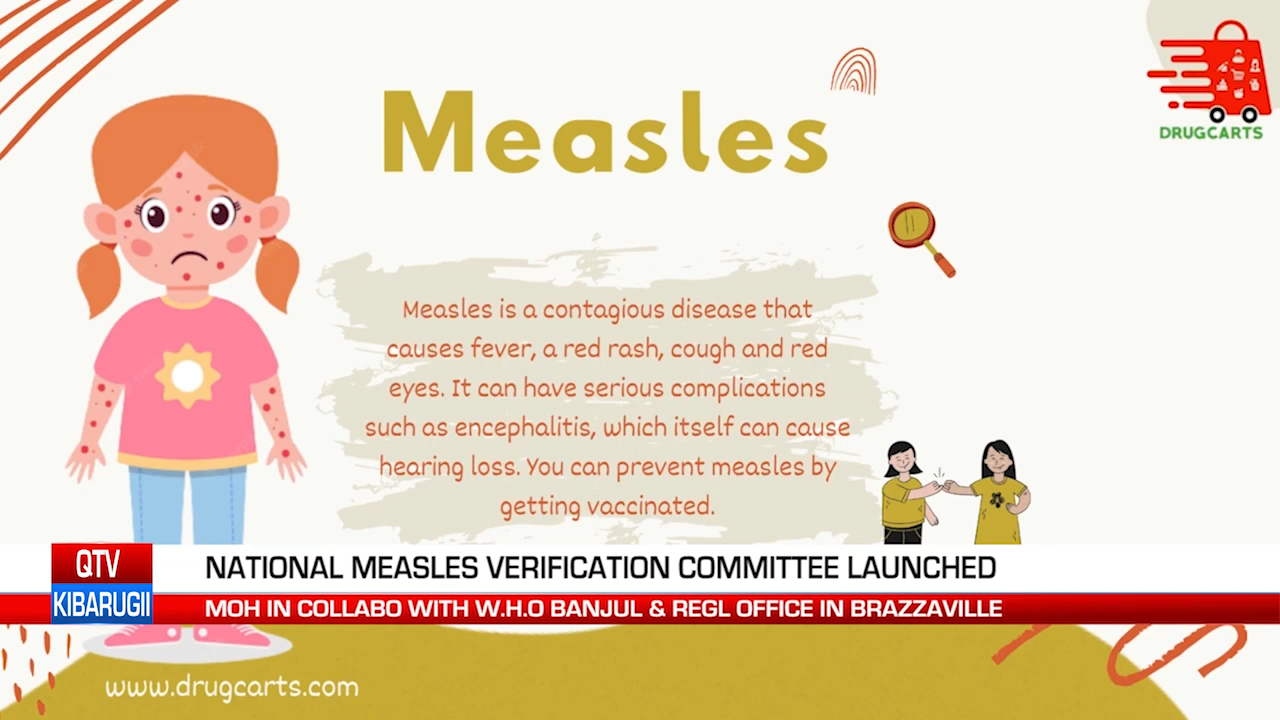 Measles
DRUGCARTS
Measles is a contagious disease that
causes fever, a red rash, cough and red
eyes. It can have serious complications
such as encephalitis, which itself can cause
hearing loss. You can prevent measles by
getting vaccinated.
QTV
KIBARUGII
NATIONAL MEASLES VERIFICATION COMMITTEE LAUNCHED
MOH IN COLLABO WITH W.H.O BANJUL & REGL OFFICE IN BRAZZAVILLE
www.drugcarts.com